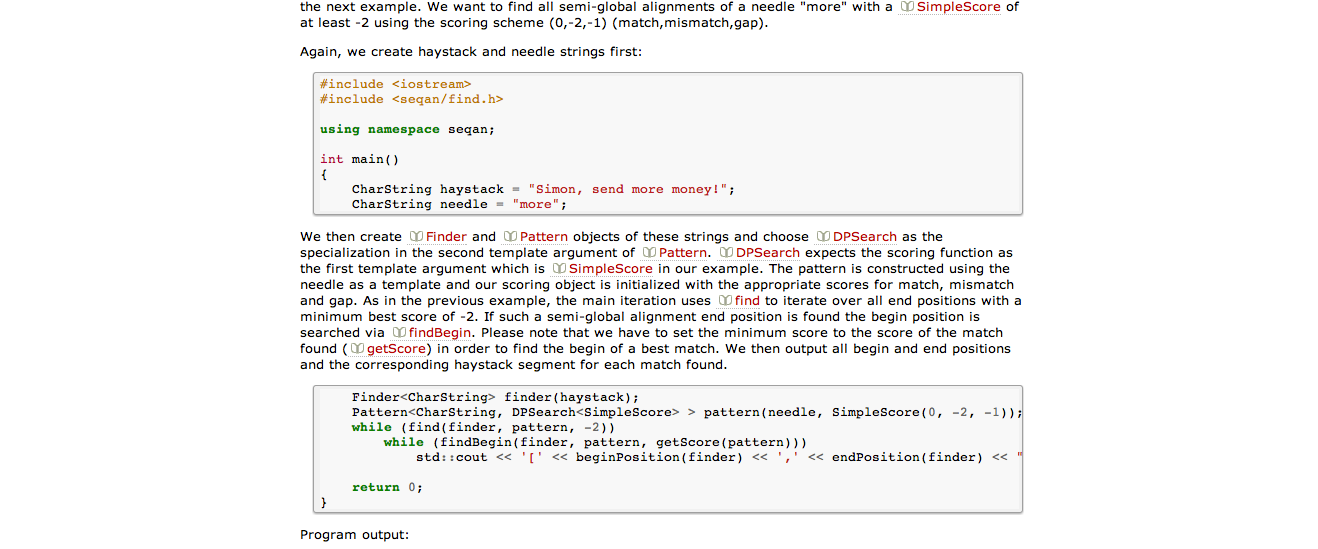 the next example. We want to find all semi-global alignments of a needle "more" with a SimpleScore of
at least -2 using the scoring scheme (0,-2,-1) (match,mismatch,gap).
Again, we create haystack and needle strings first:
#include <iostream>
#include <seqan/find.h>
using namespace seqan;
int main()
{
CharString haystack = "Simon, send more money!";
CharString needle = "more";
We then create Finder and Pattern objects of these strings and choose DPSearch as the
specialization in the second template argument of Pattern. DPSearch expects the scoring function as
the first template argument which is SimpleScore in our example. The pattern is constructed using the
needle as a template and our scoring object is initialized with the appropriate scores for match, mismatch
and gap. As in the previous example, the main iteration uses find to iterate over all end positions with a
minimum best score of -2. If such a semi-global alignment end position is found the begin position is
searched via findBegin. Please note that we have to set the minimum score to the score of the match
found (getScore) in order to find the begin of a best match. We then output all begin and end positions
and the corresponding haystack segment for each match found.
Finder<CharString> finder(haystack);
Pattern<CharString, DPSearch<SimpleScore> > pattern(needle, SimpleScore(0, -2, -1));
while (find(finder, pattern, -2))
while (findBegin(finder, pattern, getScore(pattern)))
std::cout << '[' << beginPosition(finder) << ',' << endPosition(finder) << "
return 0;
}
Program output: